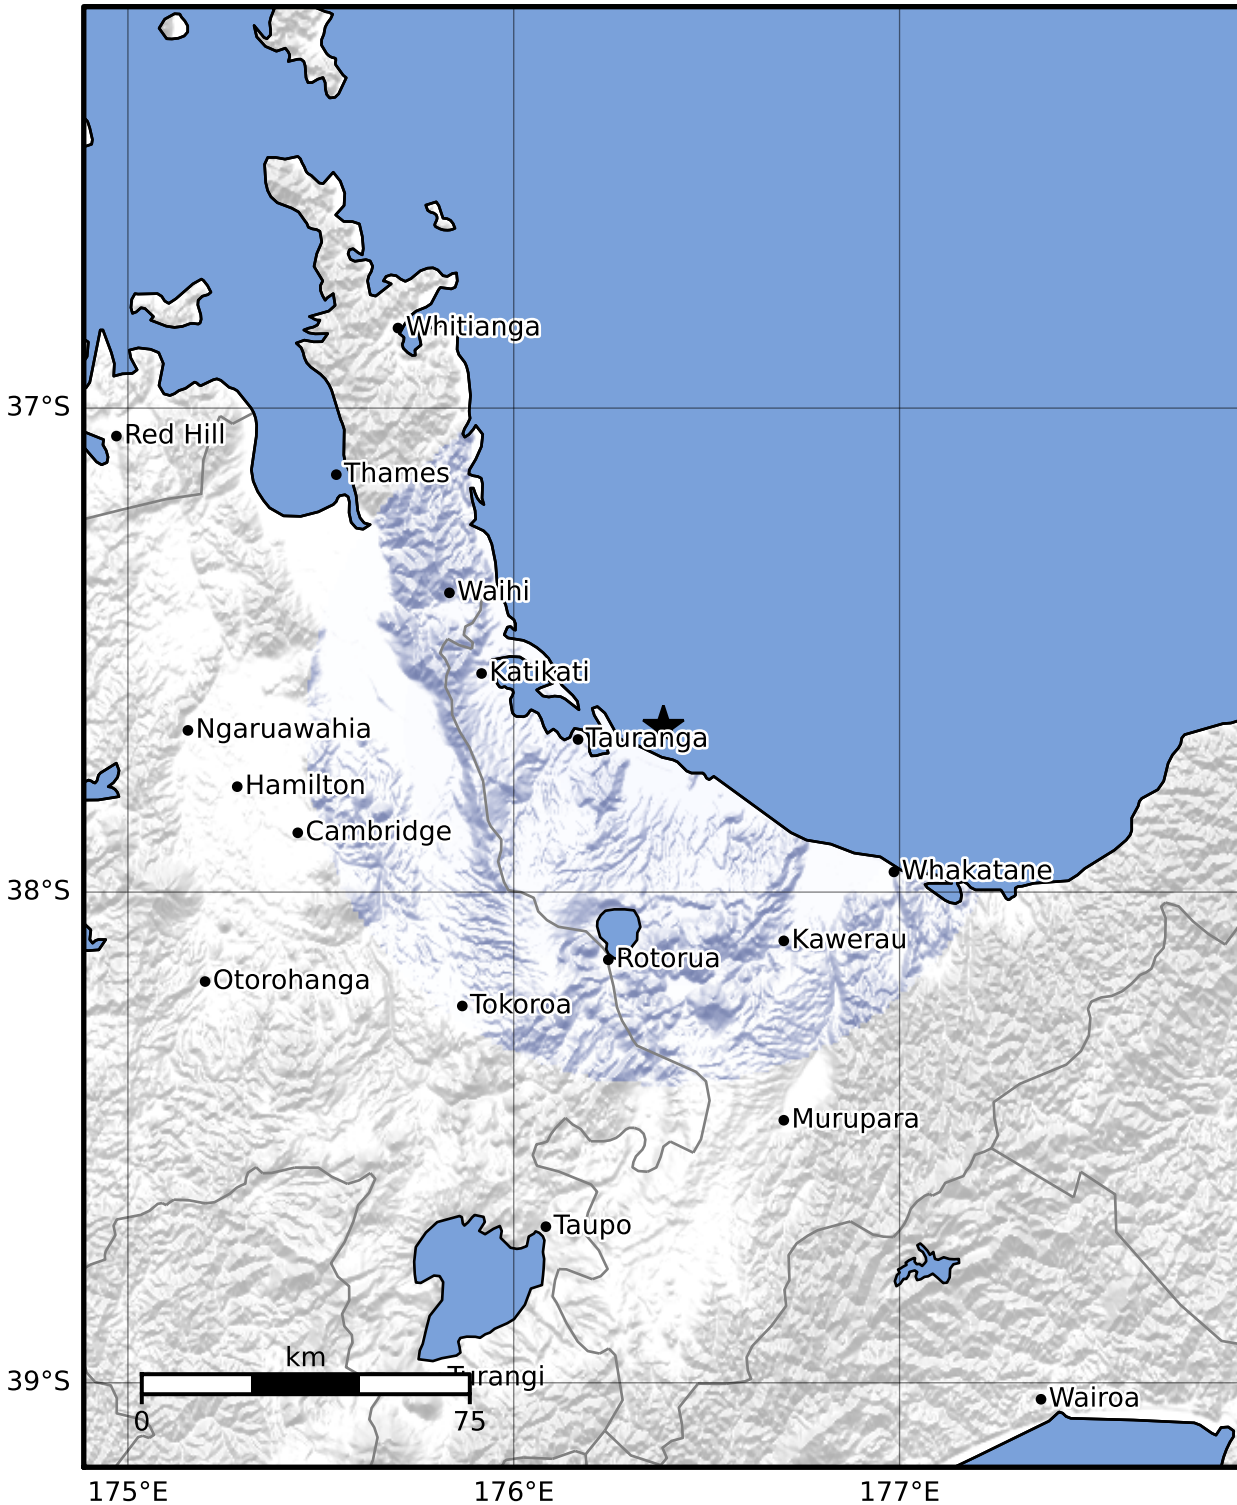 Whitianga
37°S
Red Hill
Thames
Waihi
Katikati
Ngaruawahia
Tauranga
Hamilton
Cambridge
Whakatane
38°S
Kawerau
Rotorua
Otorohanga
Tokoroa
Murupara
Taupo
km
Turangi
39°S
Wairoa
0 75
175°E 176°E 177°E